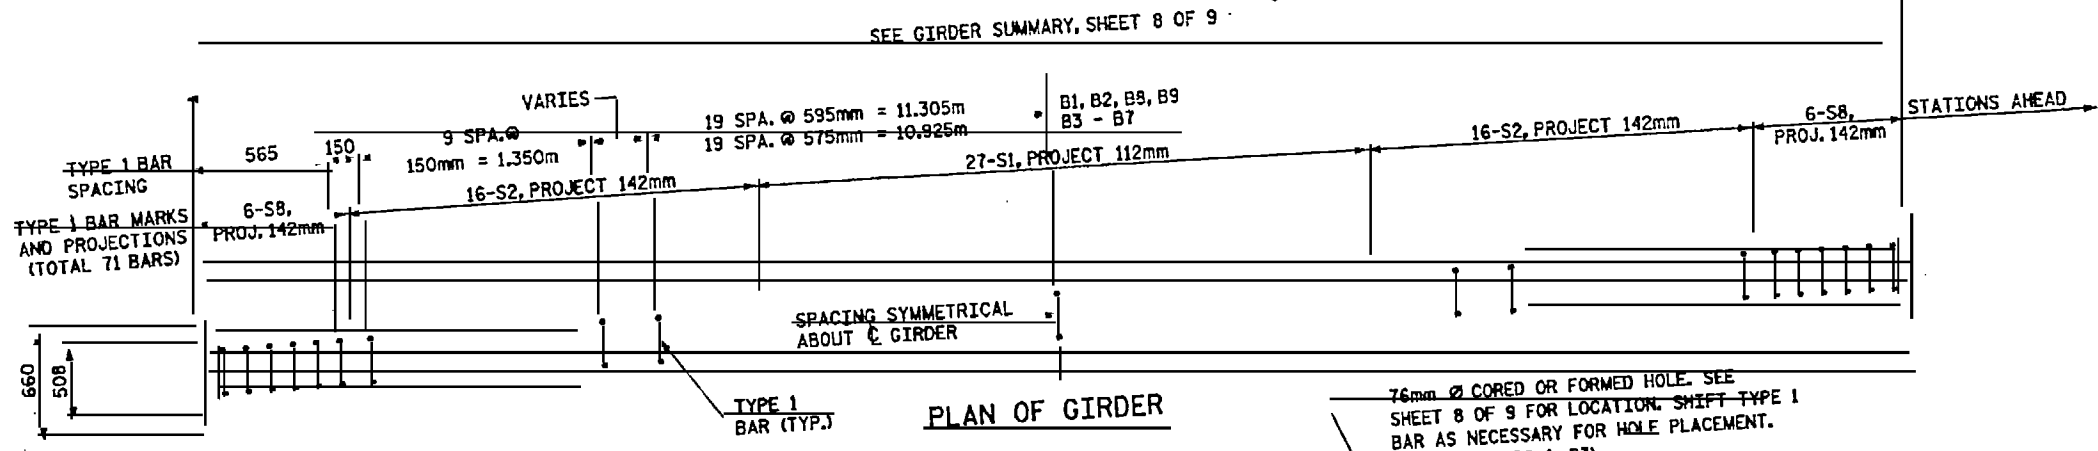 SEE GIRDER SUMMARY, SHEET 8 OF 9
VARIES
B1, B2, B8, B9
B3 - B7
STATIONS AHEAD
19 SPA. @ 595mm = 11.305m
19 SPA. @ 575mm = 10.925m
9 SPA. @
150mm = 1.350m
565
150
TYPE 1 BAR
SPACING
16-S2, PROJECT 142mm
27-S1, PROJECT 112mm
16-S2, PROJECT 142mm
6-S8,
PROJ. 142mm
6-S8,
PROJ. 142mm
TYPE 1 BAR MARKS
AND PROJECTIONS
(TOTAL 71 BARS)
SPACING SYMMETRICAL
ABOUT ℄ GIRDER
660
508
TYPE 1
BAR (TYP.)
PLAN OF GIRDER
76mm Ø CORED OR FORMED HOLE. SEE
SHEET 8 OF 9 FOR LOCATION. SHIFT TYPE 1
BAR AS NECESSARY FOR HOLE PLACEMENT.